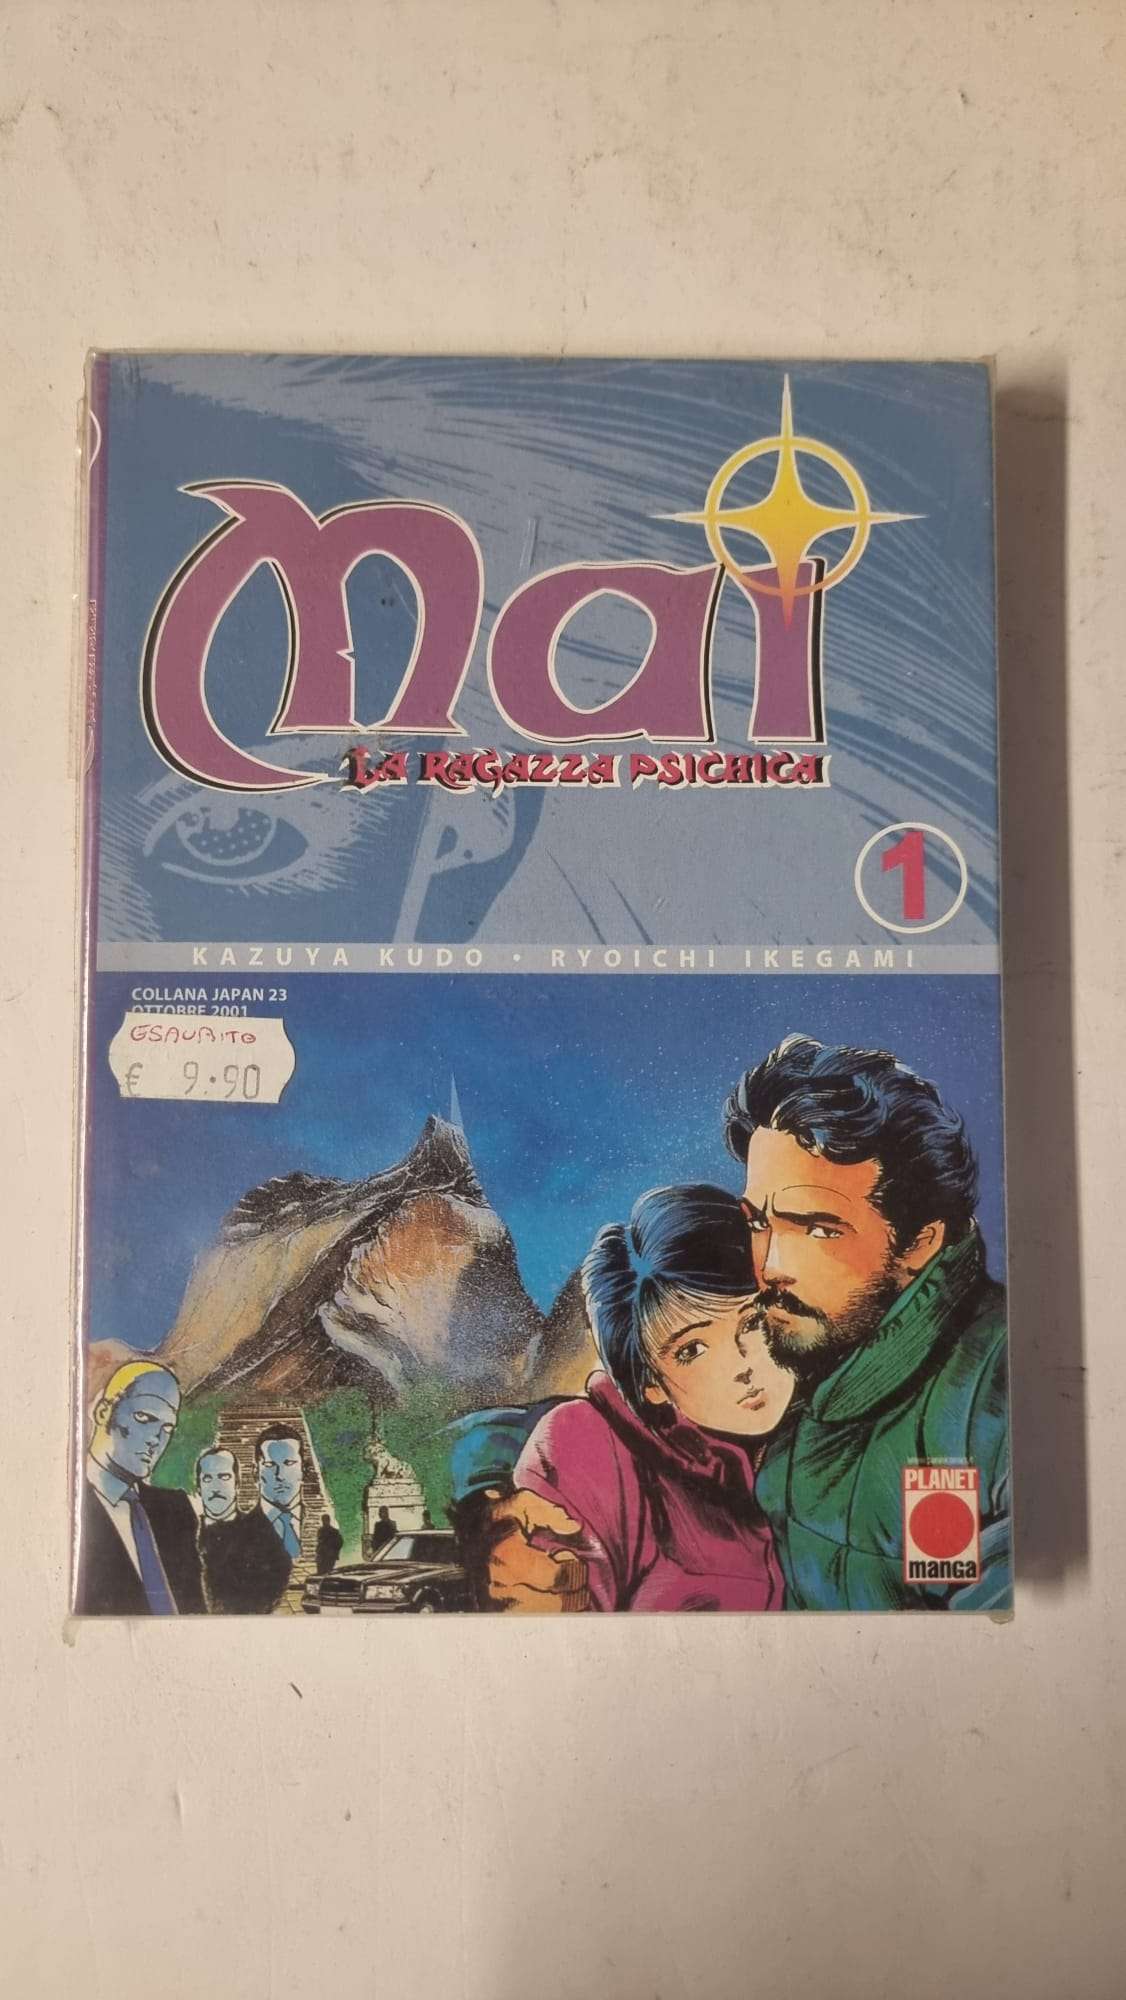 Mai
LA RAGAZZA PSICHICA
1
KAZUYA KUDO • RYOICHI IKEGAMI
COLLANA JAPAN 23
OTTOBRE 2001
ESAURITO
€ 9.90
PLANET
manga